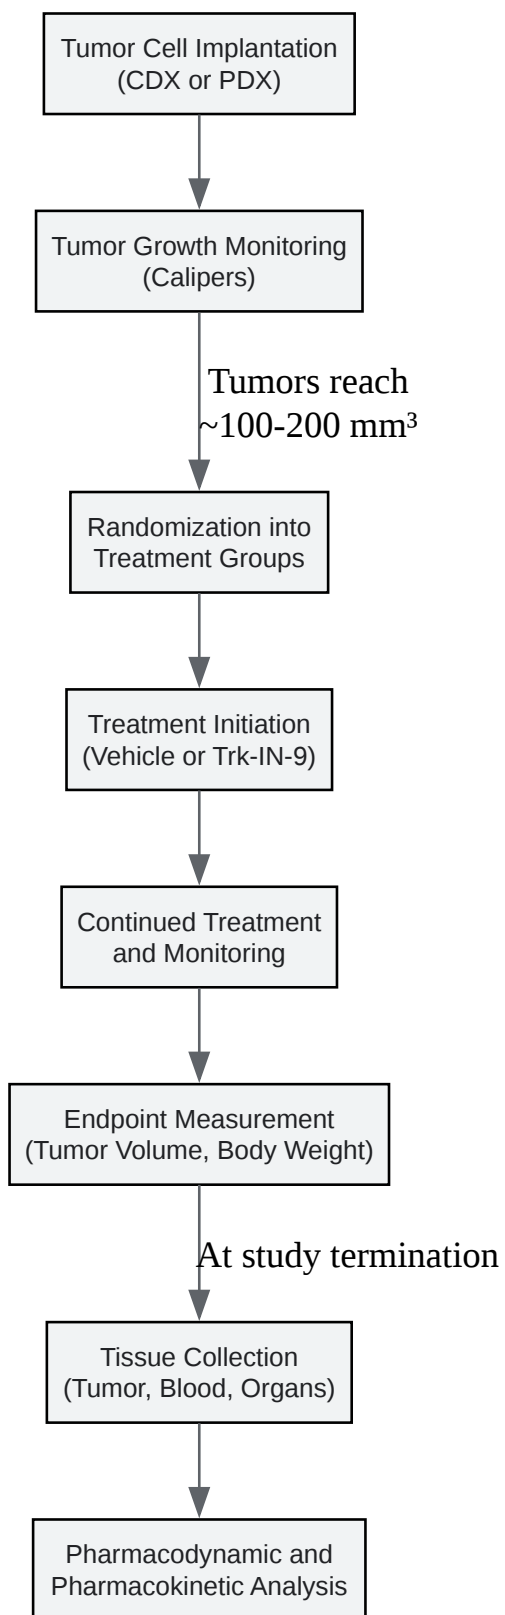 Tumor Cell Implantation
(CDX or PDX)
Tumor Growth Monitoring
(Calipers)
Tumors reach
~100-200 mm³
Randomization into
Treatment Groups
Treatment Initiation
(Vehicle or Trk-IN-9)
Continued Treatment
and Monitoring
Endpoint Measurement
(Tumor Volume, Body Weight)
At study termination
Tissue Collection
(Tumor, Blood, Organs)
Pharmacodynamic and
Pharmacokinetic Analysis